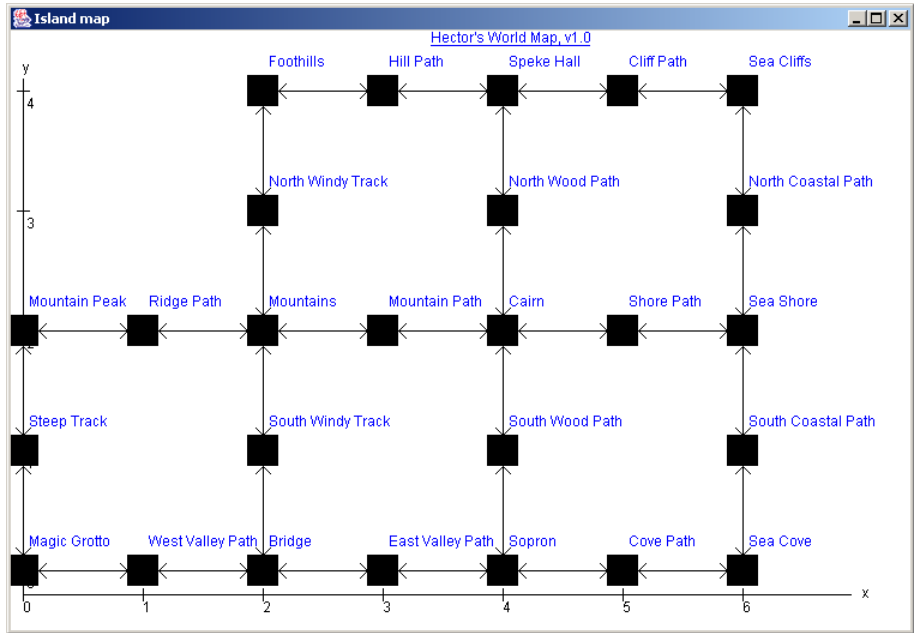 Island map
Hector's World Map, v1.0
Foothills Hill Path Speke Hall Cliff Path Sea Cliffs
y
4
North Windy Track North Wood Path North Coastal Path
3
Mountain Peak Ridge Path Mountains Mountain Path Cairn Shore Path Sea Shore
2
Steep Track South Windy Track South Wood Path South Coastal Path
Magic Grotto West Valley Path Bridge East Valley Path Sopron Cove Path Sea Cove
x
0 1 2 3 4 5 6